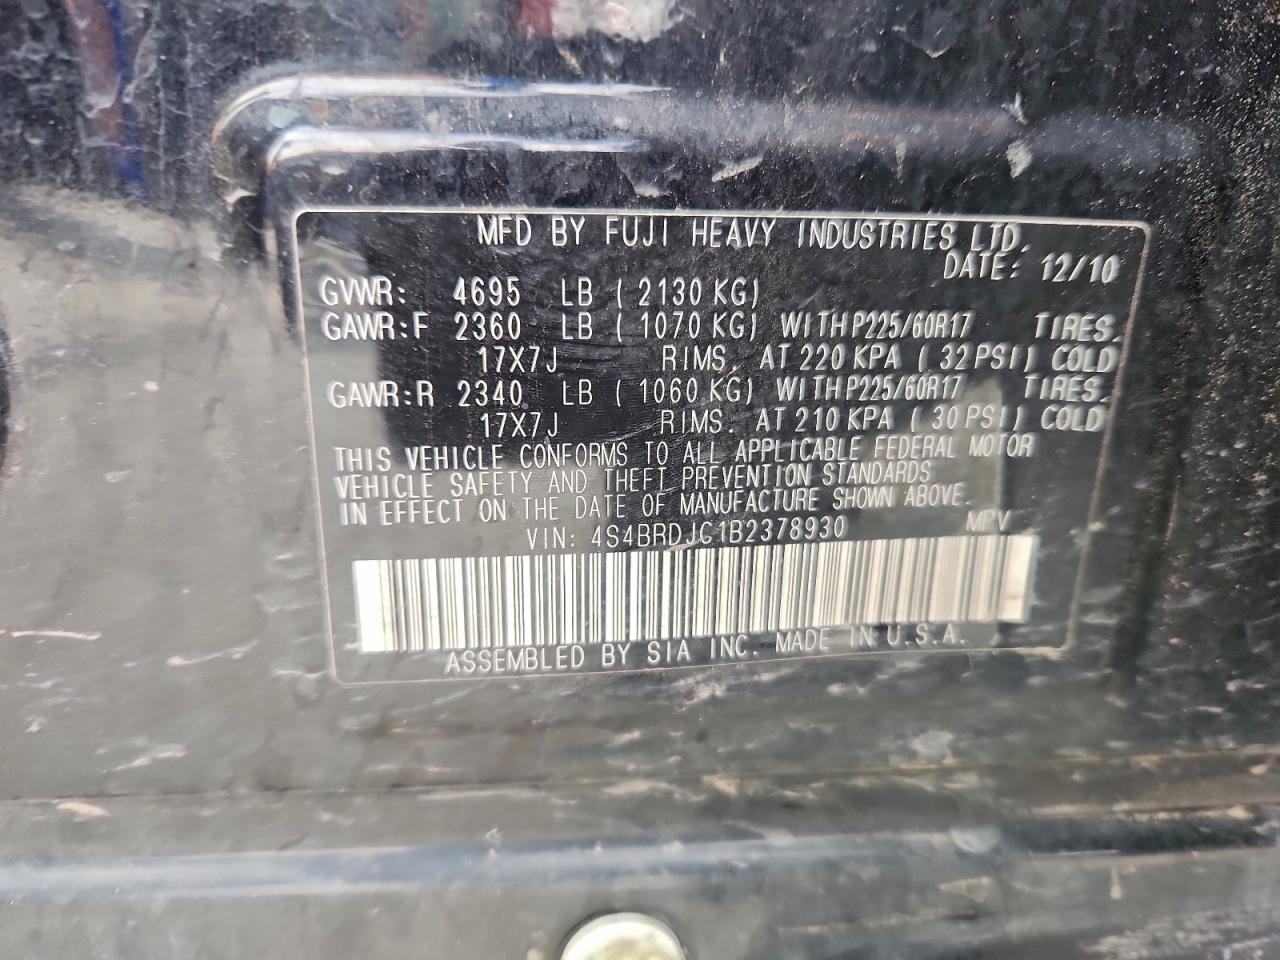 MFD BY FUJI HEAVY INDUSTRIES LTD.
DATE: 12/10
GVWR: 4695 LB ( 2130 KG)
GAWR:F 2360 LB ( 1070 KG) WITH P225/60R17 TIRES.
17X7J RIMS. AT 220 KPA ( 32 PSI) COLD
GAWR:R 2340 LB ( 1060 KG) WITH P225/60R17 TIRES.
17X7J RIMS. AT 210 KPA ( 30 PSI) COLD
THIS VEHICLE CONFORMS TO ALL APPLICABLE FEDERAL MOTOR
VEHICLE SAFETY AND THEFT PREVENTION STANDARDS
IN EFFECT ON THE DATE OF MANUFACTURE SHOWN ABOVE.
VIN: 4S4BRDJC1B2378930 MPV
ASSEMBLED BY SIA INC. MADE IN U.S.A.